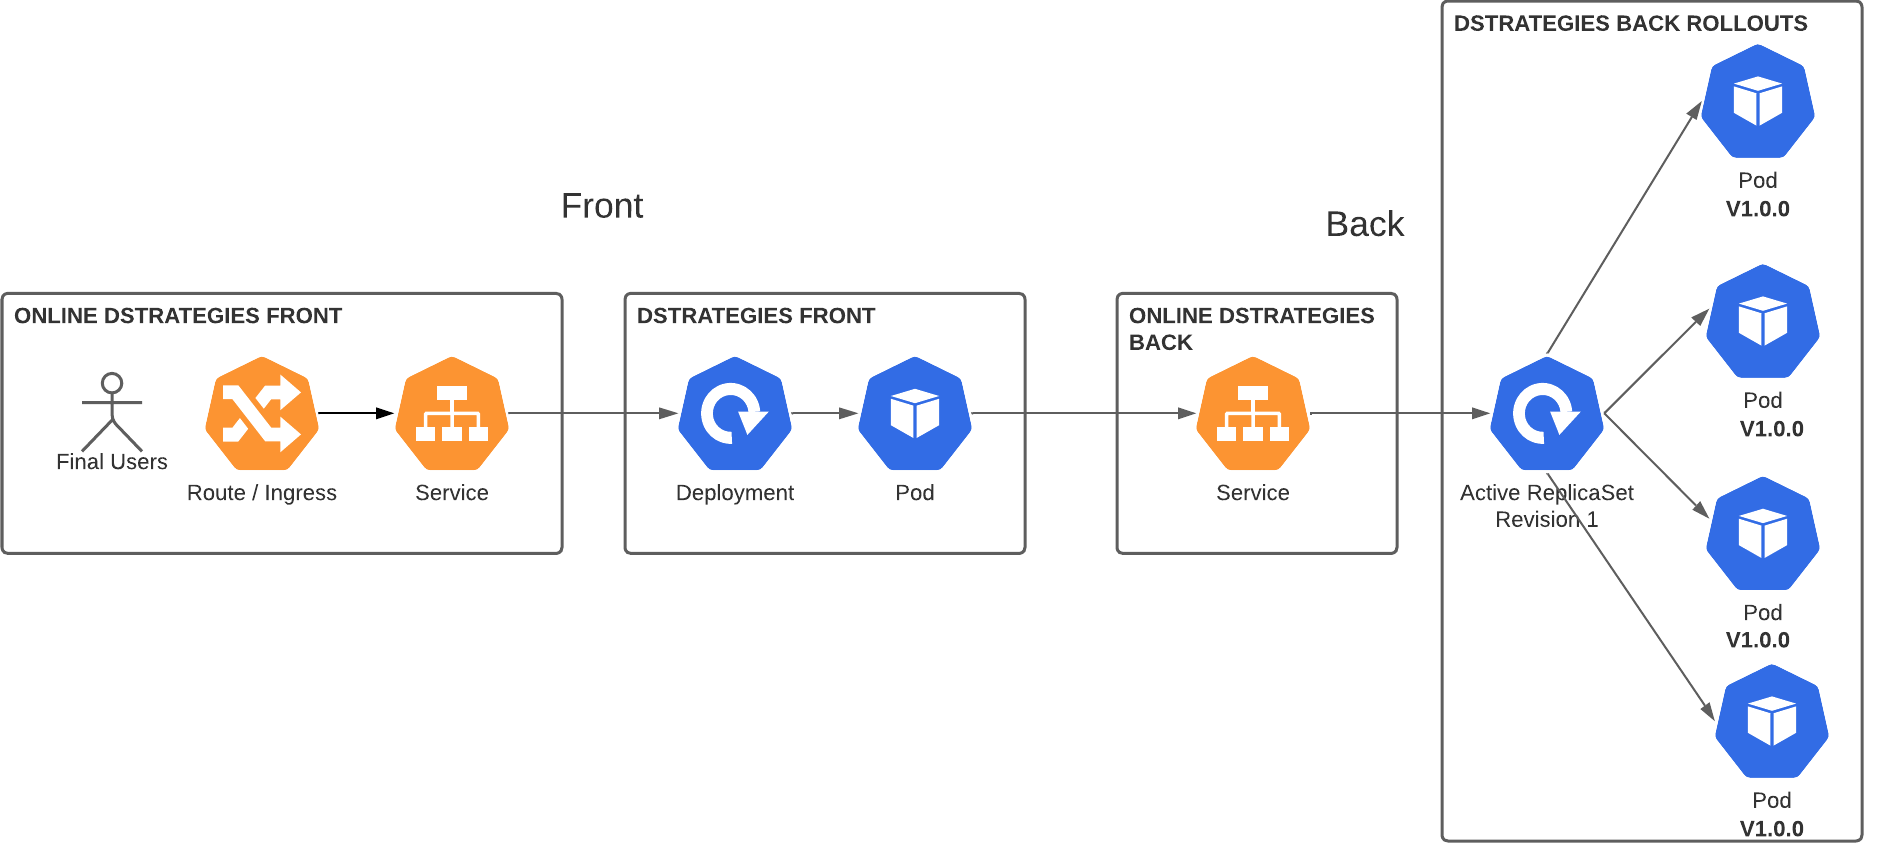 DSTRATEGIES BACK ROLLOUTS
Pod
V1.0.0
Front
Back
ONLINE DSTRATEGIES FRONT
Final Users
Route / Ingress
Service
DSTRATEGIES FRONT
Deployment
Pod
ONLINE DSTRATEGIES
BACK
Service
Active ReplicaSet
Revision 1
Pod
V1.0.0
Pod
V1.0.0
Pod
V1.0.0